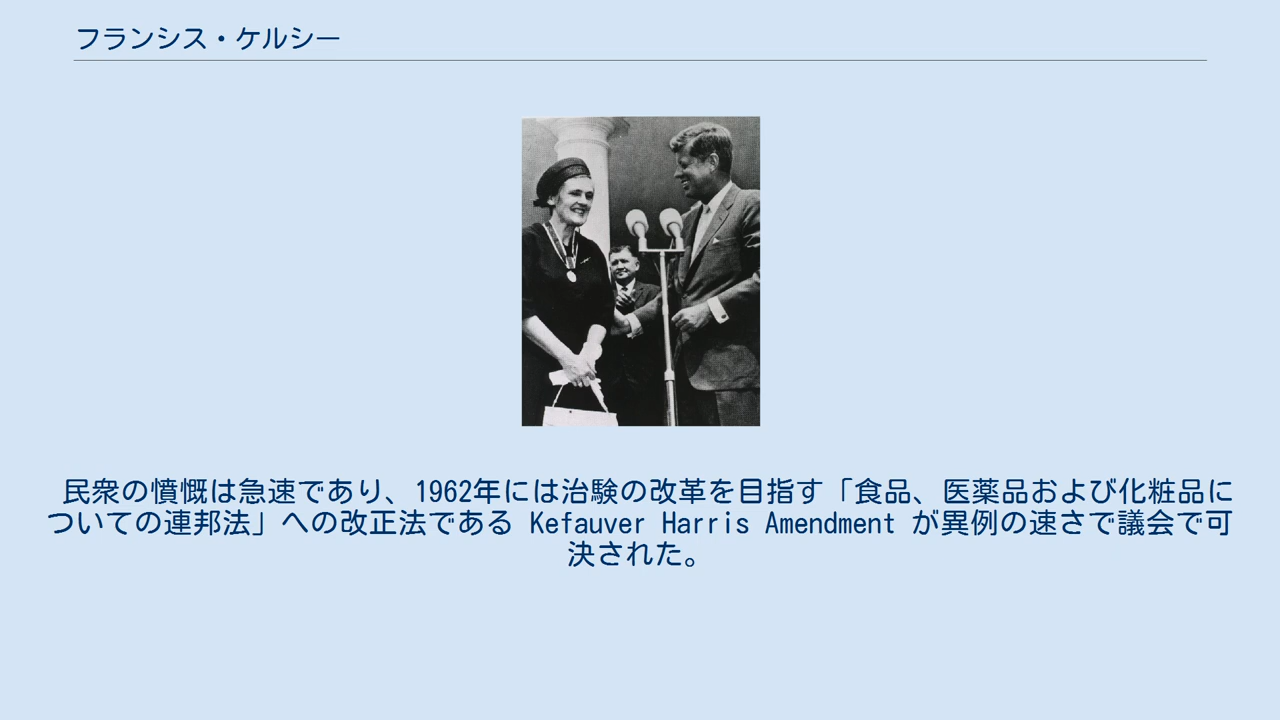 フランシス・ケルシー
民衆の憤慨は急速であり、1962年には治験の改革を目指す「食品、医薬品および化粧品に
ついての連邦法」への改正法である Kefauver Harris Amendment が異例の速さで議会で可
決された。